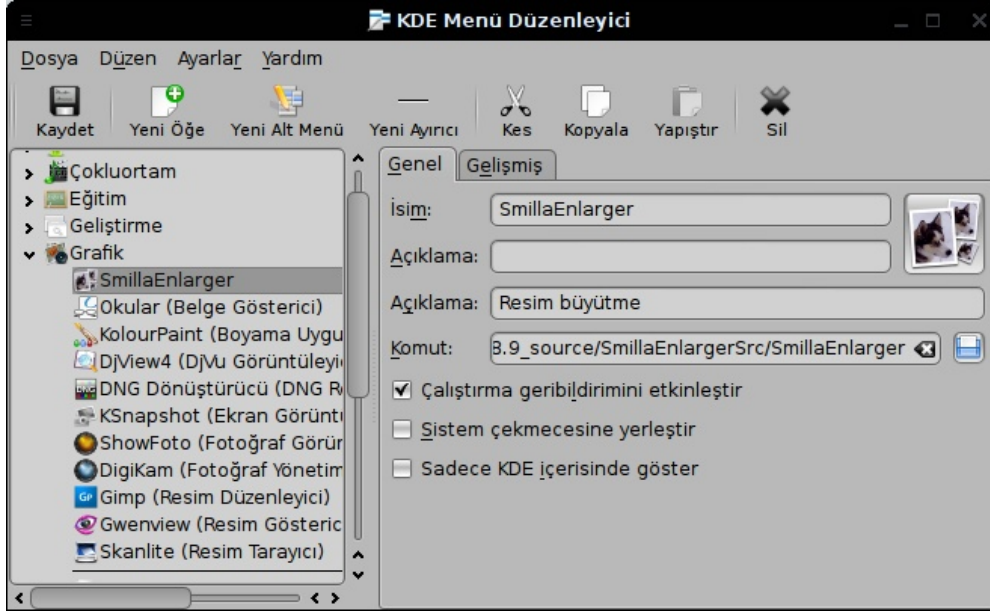 KDE Menü Düzenleyici
Dosya Düzen Ayarlar Yardım
Kaydet Yeni Öğe Yeni Alt Menü Yeni Ayırıcı Kes Kopyala Yapıştır Sil
Çokluortam
Eğitim
Geliştirme
Grafik
SmillaEnlarger
Okular (Belge Gösterici)
KolourPaint (Boyama Uygu
DjView4 (DjVu Görüntüleyi
DNG Dönüştürücü (DNG R
KSnapshot (Ekran Görüntü
ShowFoto (Fotoğraf Görür
DigiKam (Fotoğraf Yönetim
Gimp (Resim Düzenleyici)
Gwenview (Resim Gösteric
Skanlite (Resim Tarayıcı)
Genel Gelişmiş
İsim: SmillaEnlarger
Açıklama:
Açıklama: Resim büyütme
Komut: 8.9_source/SmillaEnlargerSrc/SmillaEnlarger
Çalıştırma geribildirimini etkinleştir
Sistem çekmecesine yerleştir
Sadece KDE içerisinde göster